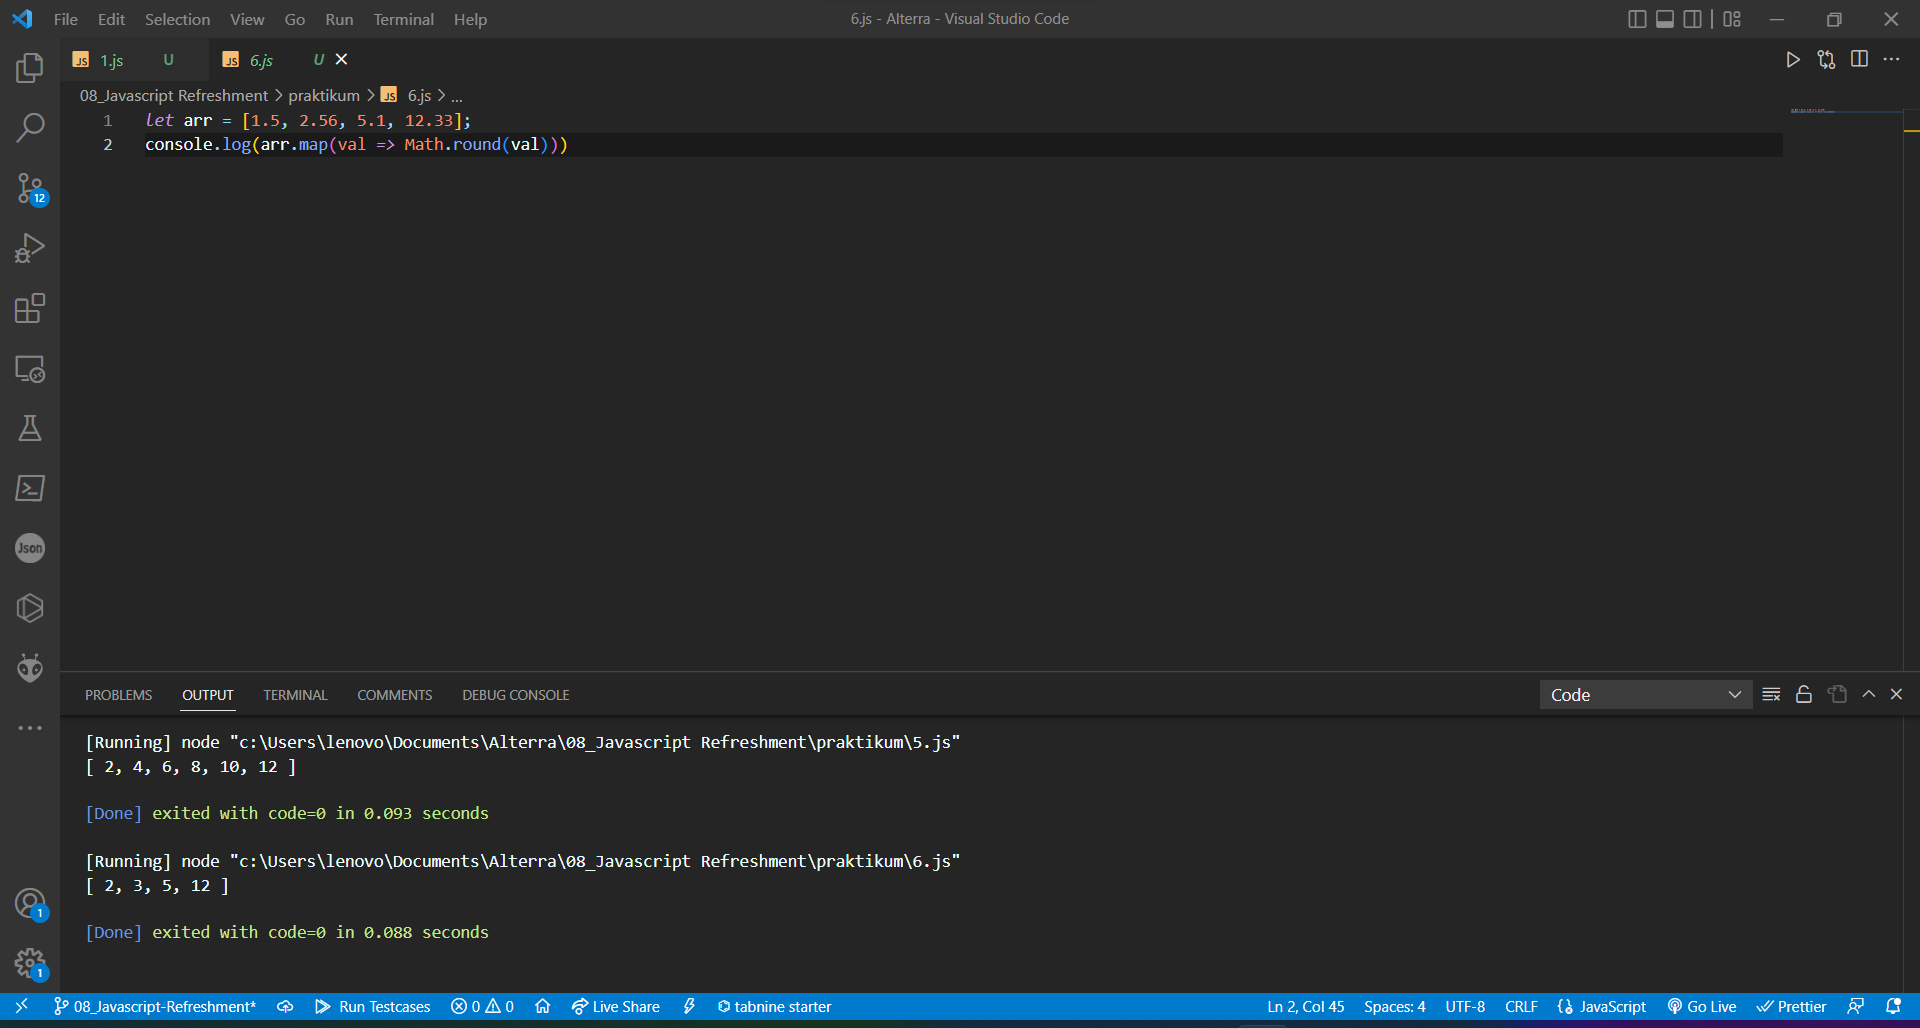 File Edit Selection View Go Run Terminal Help
6.js - Alterra - Visual Studio Code
JS 1.js U
JS 6.js U
08_Javascript Refreshment > praktikum > JS 6.js > ...
1 let arr = [1.5, 2.56, 5.1, 12.33];
2 console.log(arr.map(val => Math.round(val)))
12
Json
1
1
PROBLEMS OUTPUT TERMINAL COMMENTS DEBUG CONSOLE
Code
[Running] node "c:\Users\lenovo\Documents\Alterra\08_Javascript Refreshment\praktikum\5.js"
[ 2, 4, 6, 8, 10, 12 ]
[Done] exited with code=0 in 0.093 seconds
[Running] node "c:\Users\lenovo\Documents\Alterra\08_Javascript Refreshment\praktikum\6.js"
[ 2, 3, 5, 12 ]
[Done] exited with code=0 in 0.088 seconds
08_Javascript-Refreshment* Run Testcases 0 0 Live Share tabnine starter Ln 2, Col 45 Spaces: 4 UTF-8 CRLF JavaScript Go Live Prettier